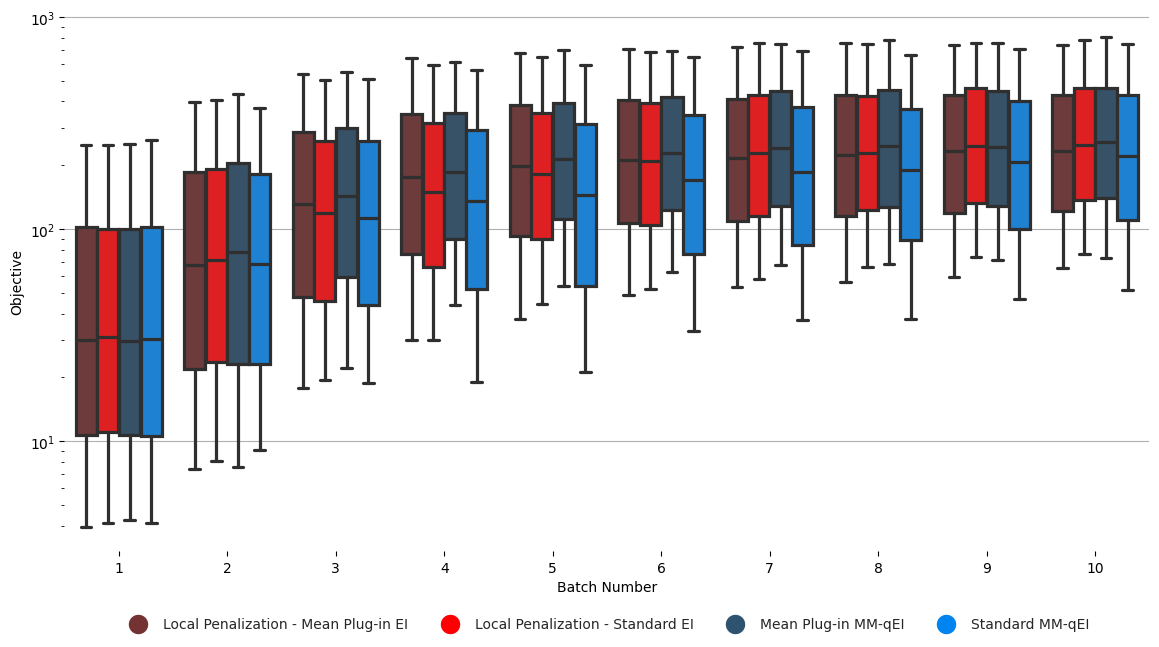 10³
10²
10¹
Objective
1 2 3 4 5 6 7 8 9 10
Batch Number
Local Penalization - Mean Plug-in EI Local Penalization - Standard EI Mean Plug-in MM-qEI Standard MM-qEI